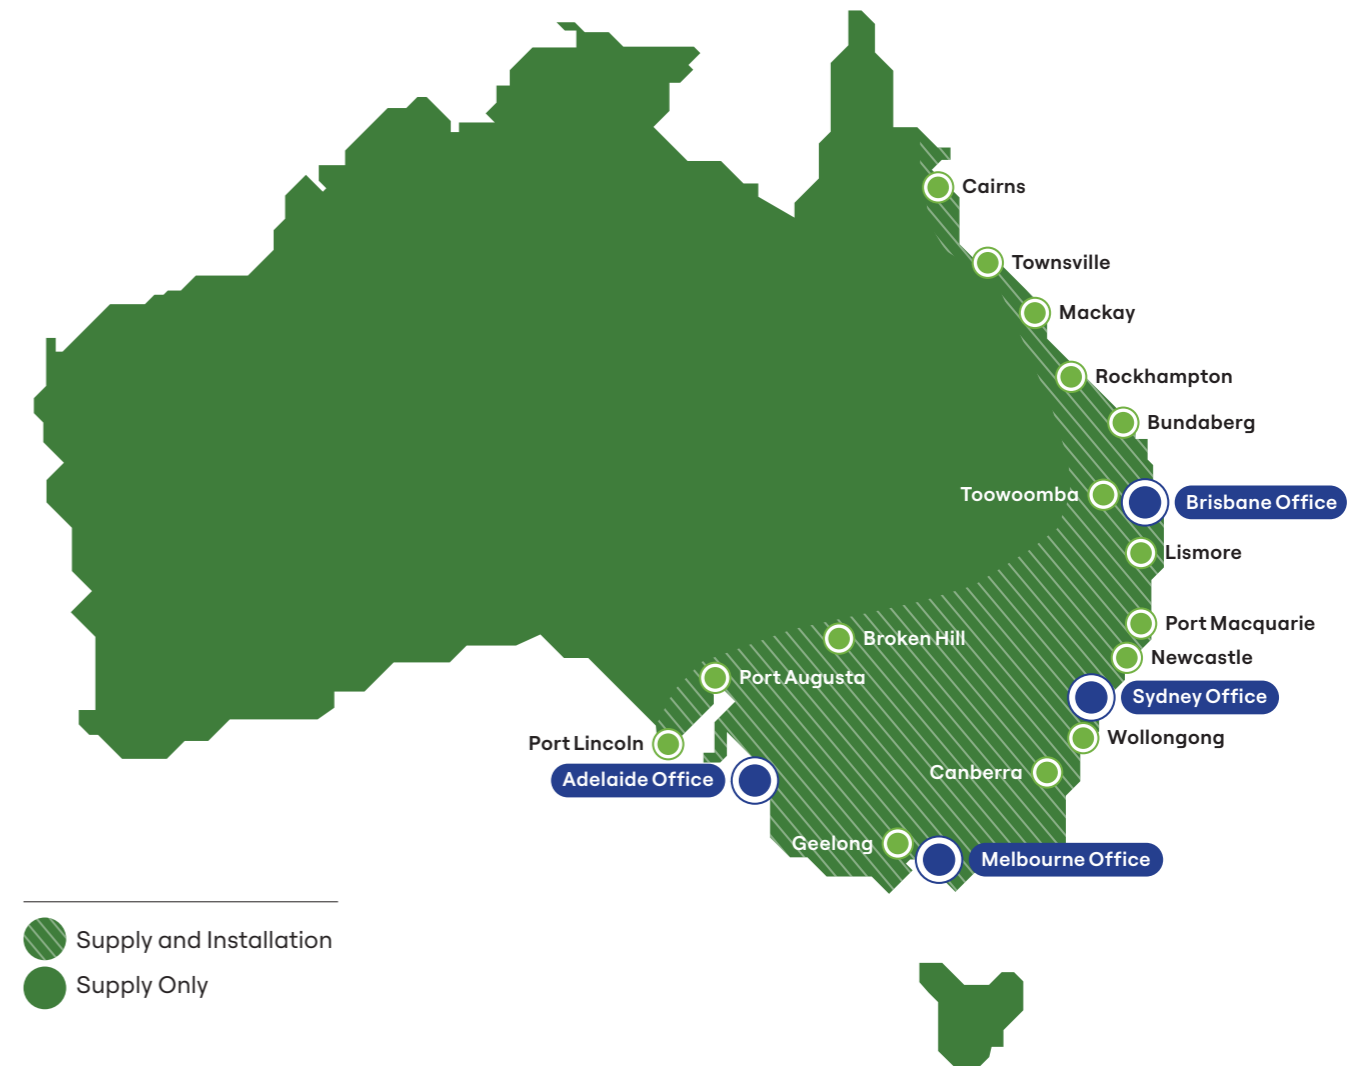 Cairns
Townsville
Mackay
Rockhampton
Bundaberg
Toowoomba
Brisbane Office
Lismore
Port Macquarie
Broken Hill
Newcastle
Port Augusta
Sydney Office
Wollongong
Port Lincoln
Canberra
Adelaide Office
Geelong
Melbourne Office
Supply and Installation
Supply Only